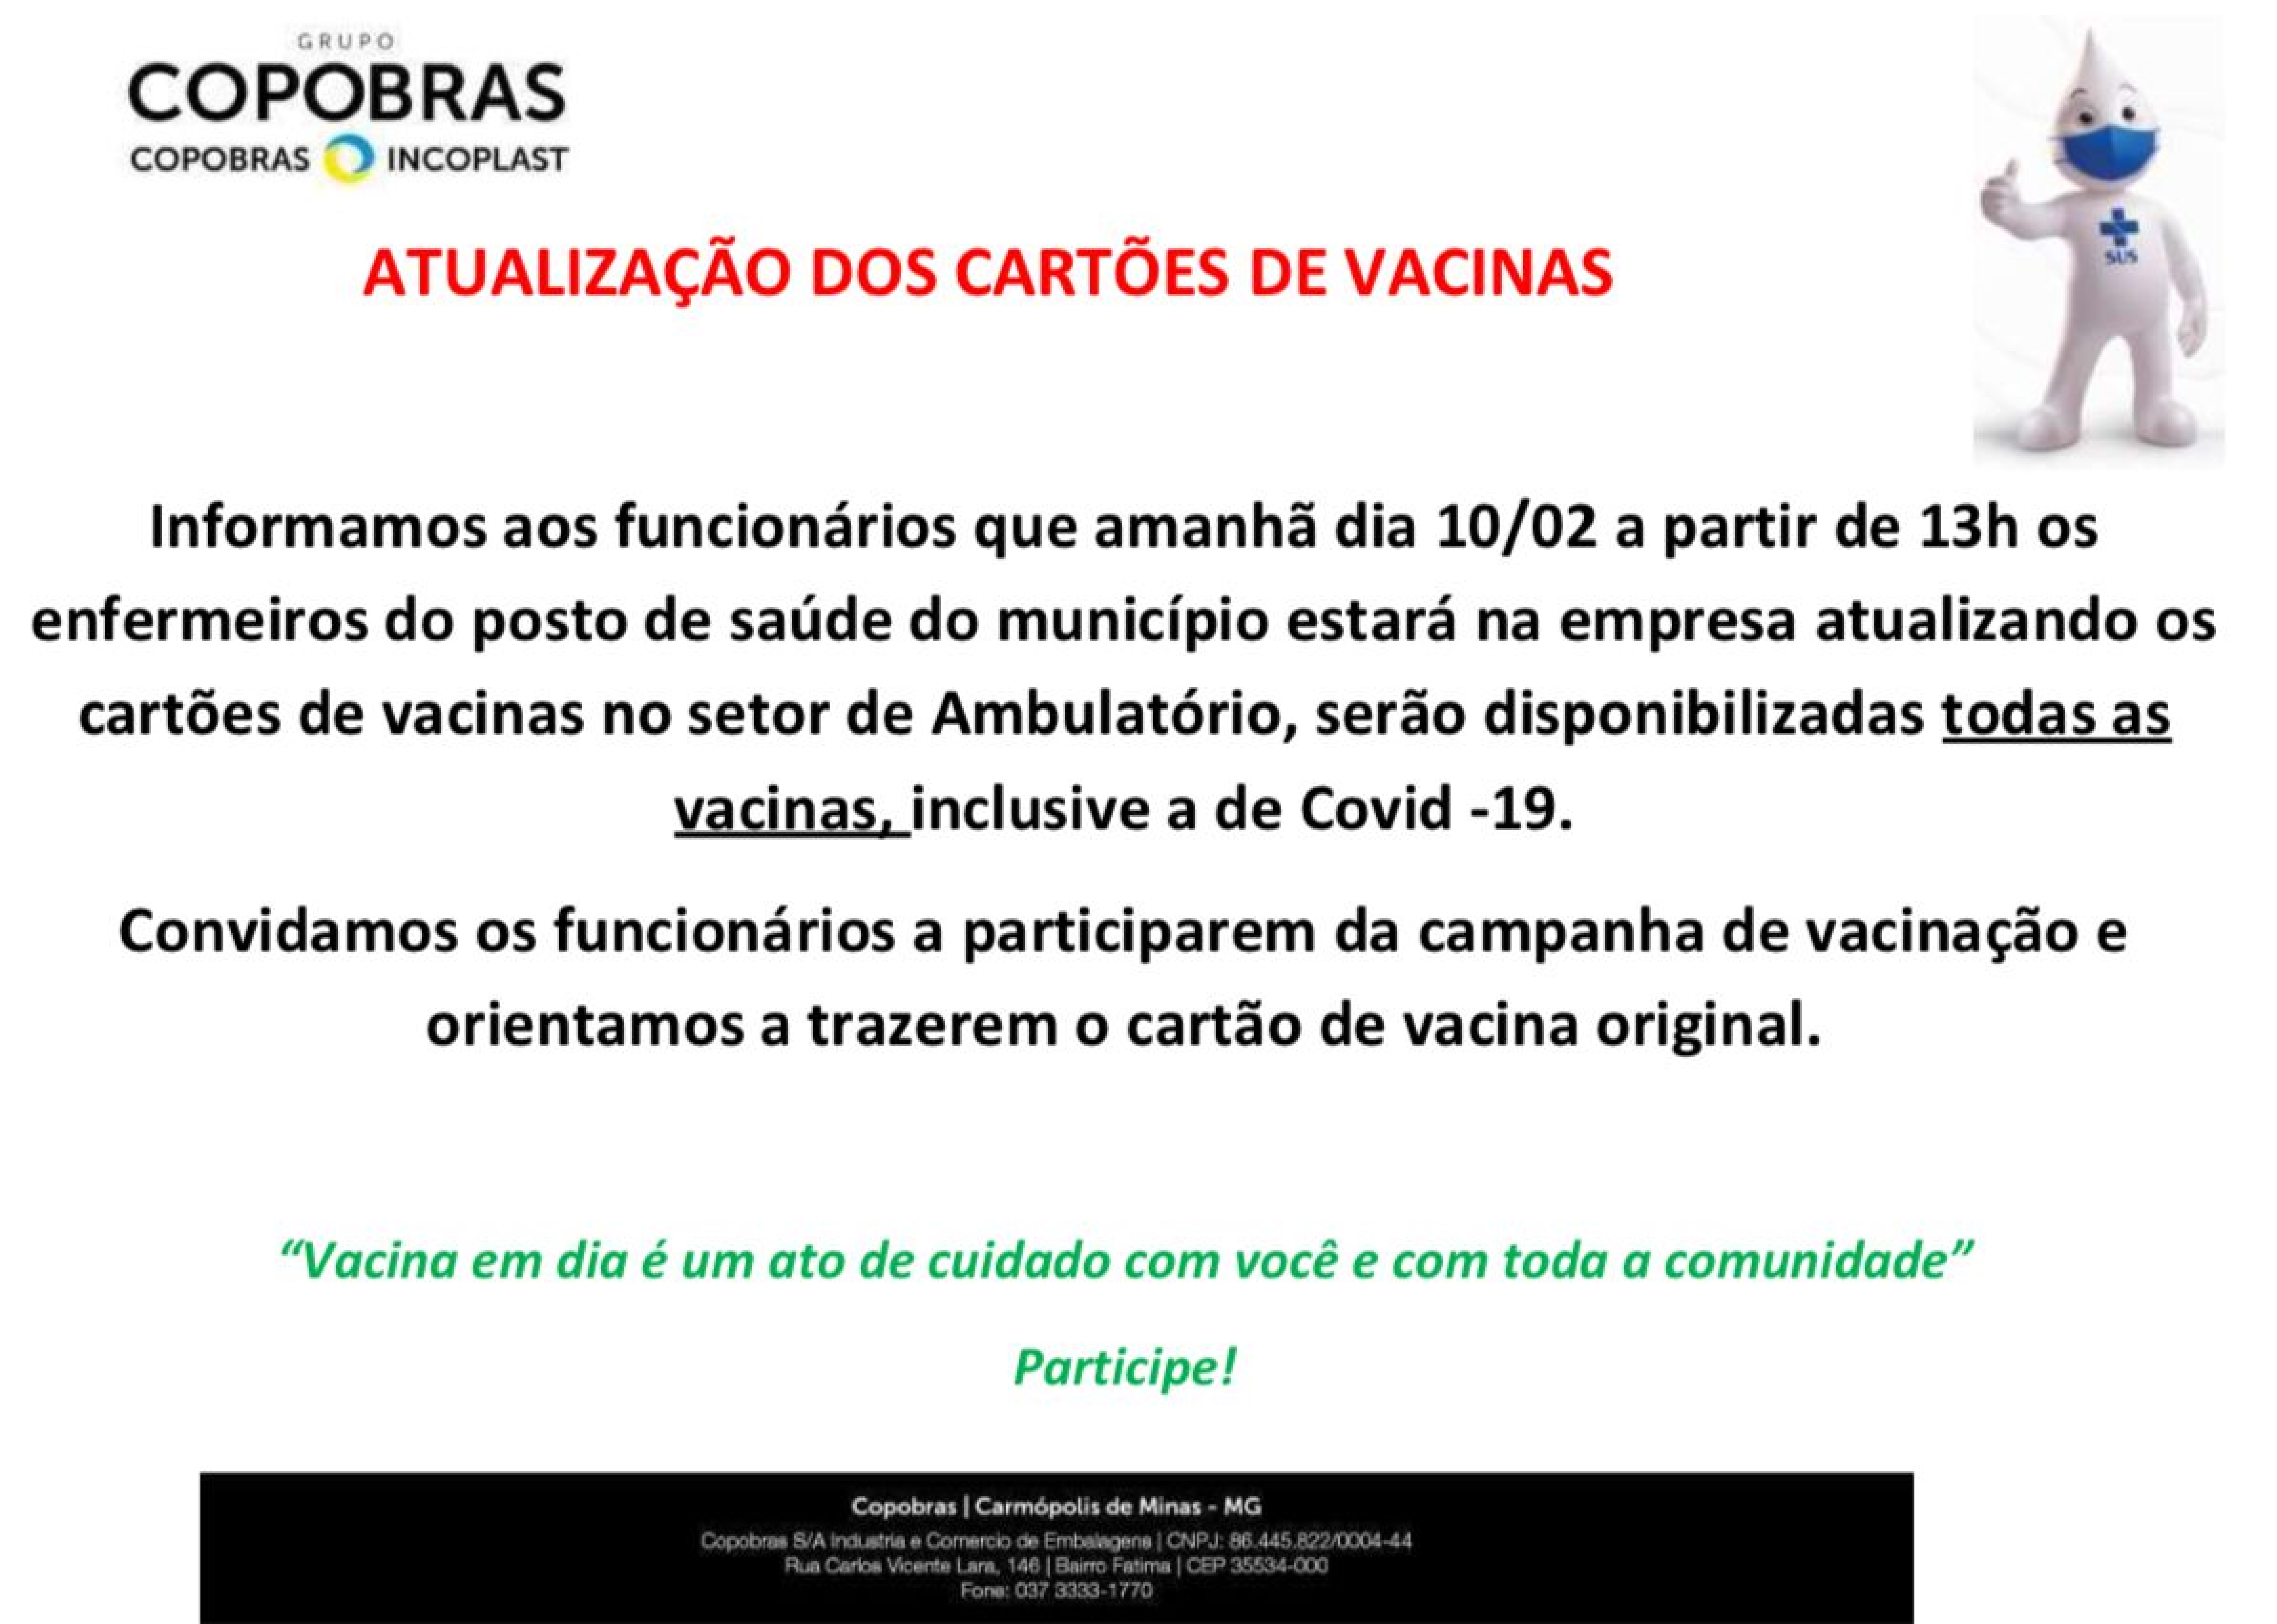 GRUPO
COPOBRAS
COPOBRAS INCOPLAST
SUS
ATUALIZAÇÃO DOS CARTÕES DE VACINAS
Informamos aos funcionários que amanhã dia 10/02 a partir de 13h os
enfermeiros do posto de saúde do município estará na empresa atualizando os
cartões de vacinas no setor de Ambulatório, serão disponibilizadas todas as
vacinas, inclusive a de Covid -19.
Convidamos os funcionários a participarem da campanha de vacinação e
orientamos a trazerem o cartão de vacina original.
“Vacina em dia é um ato de cuidado com você e com toda a comunidade”
Participe!
Copobras | Carmópolis de Minas - MG
Copobras S/A Industria e Comercio de Embalagens | CNPJ: 86.445.822/0004-44
Rua Carlos Vicente Lara, 146 | Bairro Fatima | CEP 35534-000
Fone: 037 3333-1770